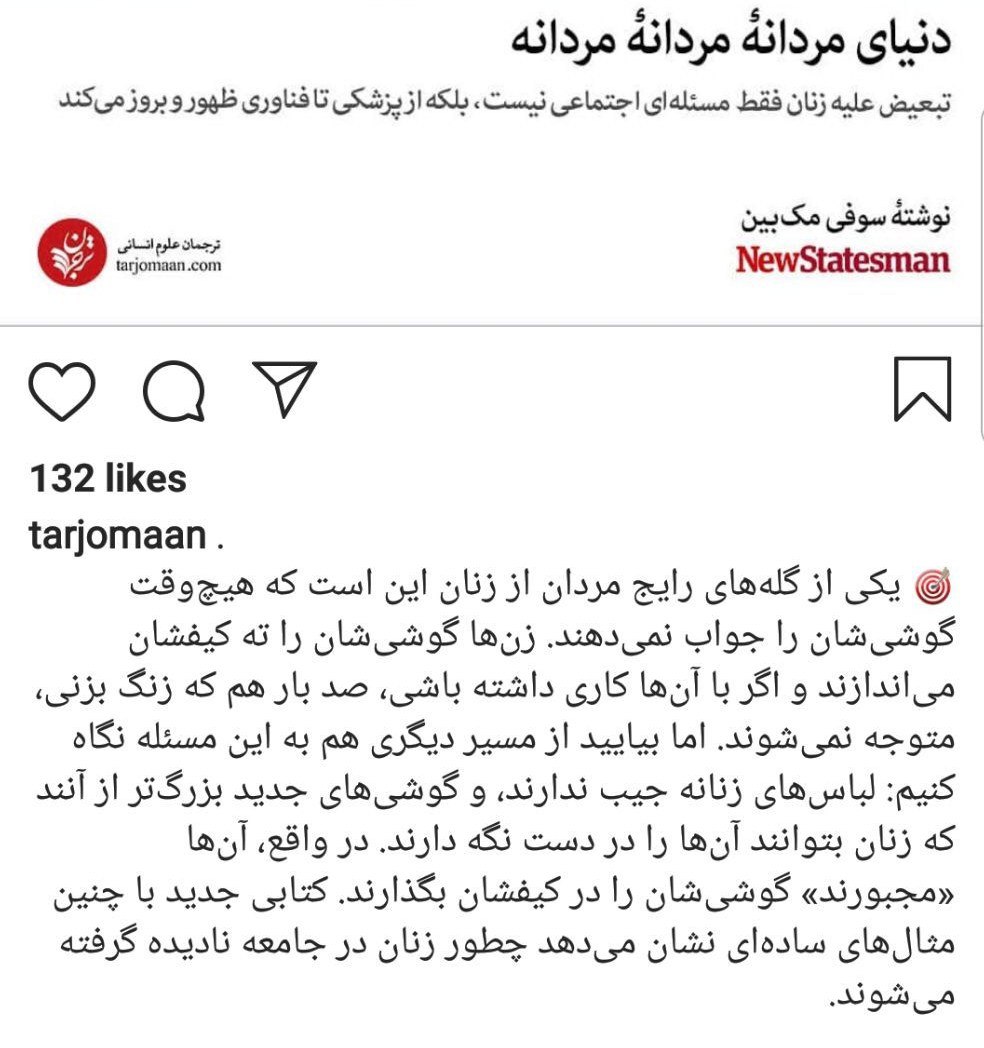 دنیای مردانهٔ مردانهٔ مردانه
تبعیض علیه زنان فقط مسئله‌ای اجتماعی نیست، بلکه از پزشکی تا فناوری ظهور و بروز می‌کند
نوشتهٔ سوفی مک‌بین
NewStatesman
ترجمان علوم انسانی
tarjomaan.com
132 likes
tarjomaan .
🎯 یکی از گله‌های رایج مردان از زنان این است که هیچ‌وقت
گوشی‌شان را جواب نمی‌دهند. زن‌ها گوشی‌شان را ته کیفشان
می‌اندازند و اگر با آن‌ها کاری داشته باشی، صد بار هم که زنگ بزنی،
متوجه نمی‌شوند. اما بیایید از مسیر دیگری هم به این مسئله نگاه
کنیم: لباس‌های زنانه جیب ندارند، و گوشی‌های جدید بزرگ‌تر از آنند
که زنان بتوانند آن‌ها را در دست نگه دارند. در واقع، آن‌ها
«مجبورند» گوشی‌شان را در کیفشان بگذارند. کتابی جدید با چنین
مثال‌های ساده‌ای نشان می‌دهد چطور زنان در جامعه نادیده گرفته
می‌شوند.